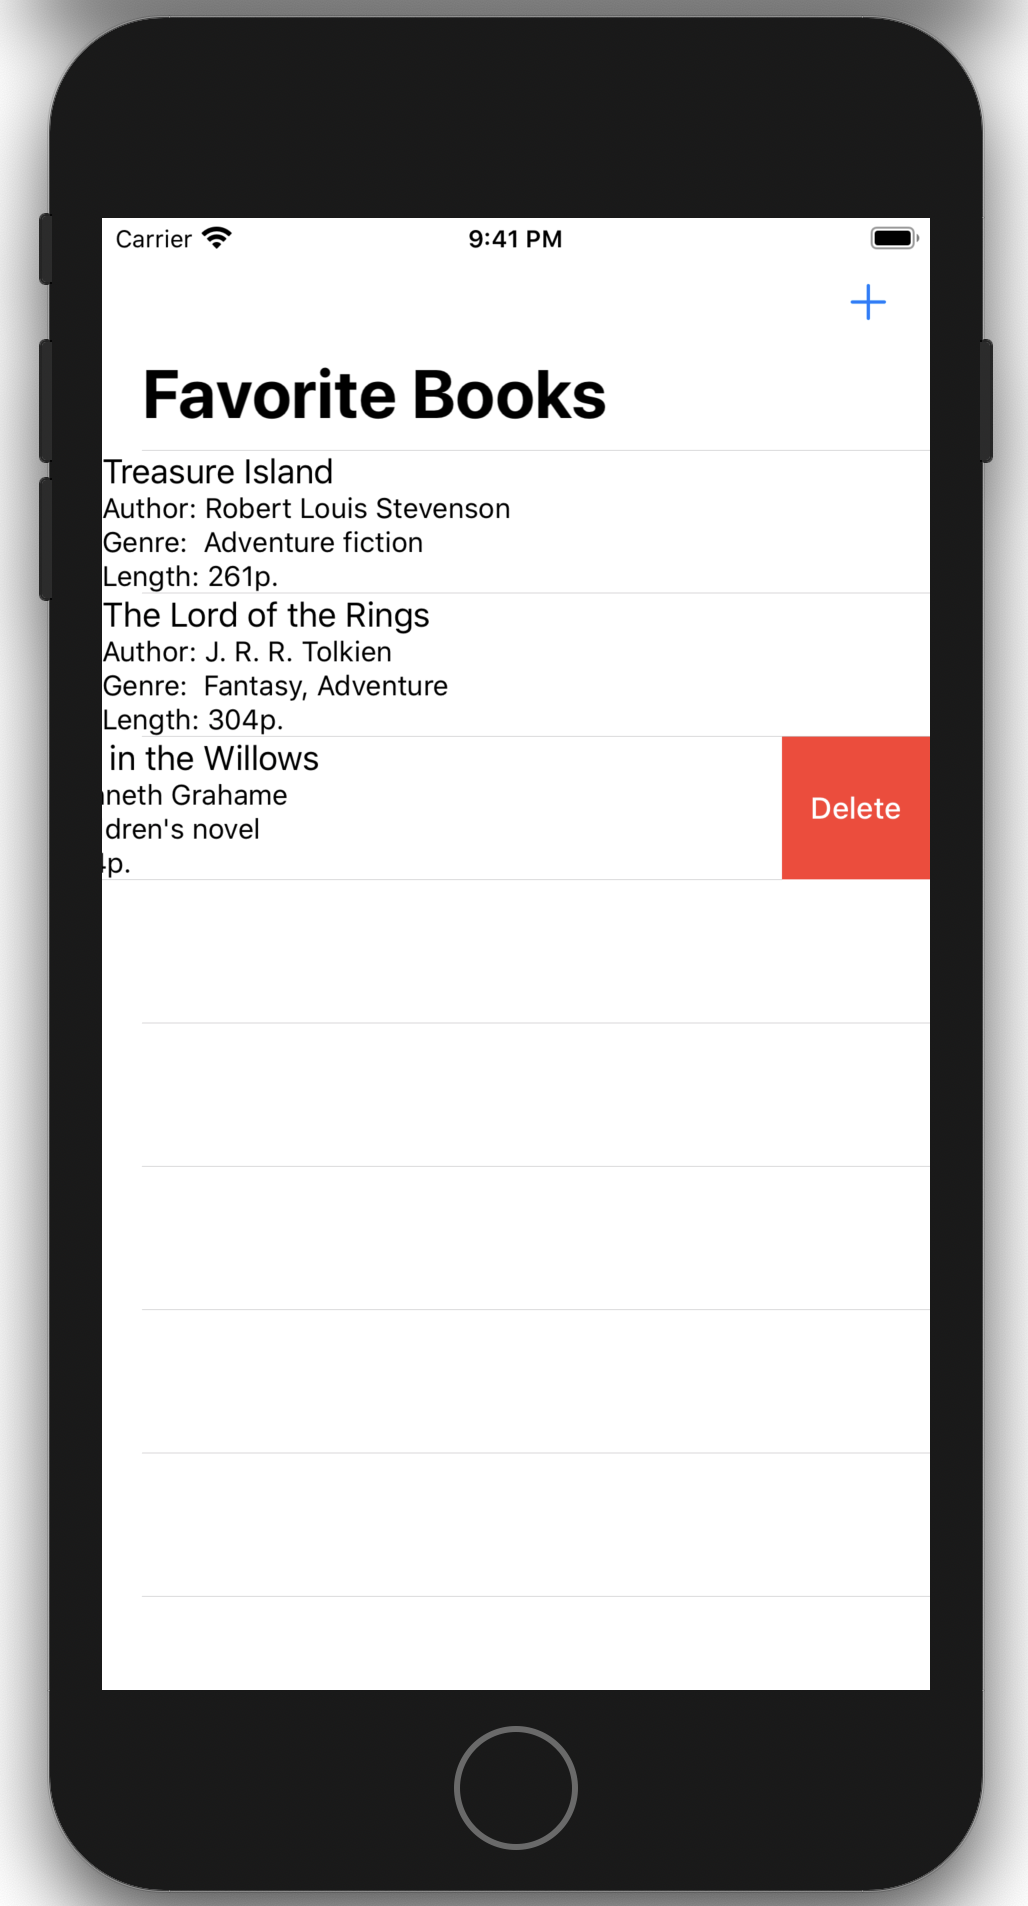 Carrier
9:41 PM
Favorite Books
Treasure Island
Author: Robert Louis Stevenson
Genre: Adventure fiction
Length: 261p.
The Lord of the Rings
Author: J. R. R. Tolkien
Genre: Fantasy, Adventure
Length: 304p.
in the Willows
Grahame
Delete
dren's novel
p.